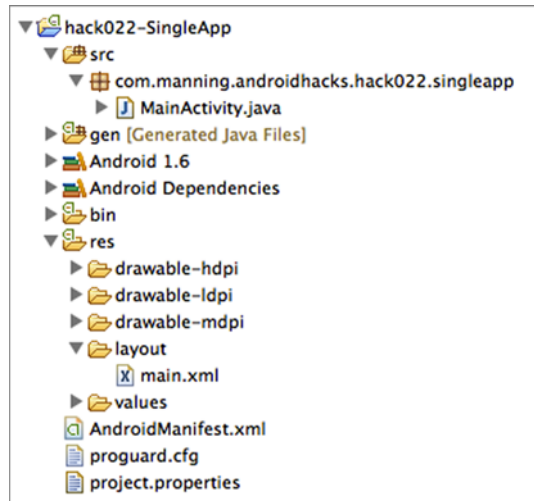 hack022-SingleApp
src
com.manning.androidhacks.hack022.singleapp
MainActivity.java
gen [Generated Java Files]
Android 1.6
Android Dependencies
bin
res
drawable-hdpi
drawable-ldpi
drawable-mdpi
layout
main.xml
values
AndroidManifest.xml
proguard.cfg
project.properties